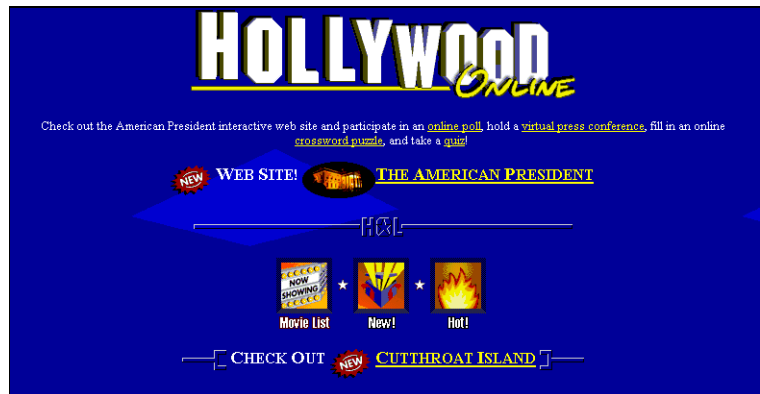 HOLLYWOOD
ONLINE
Check out the American President interactive web site and participate in an online poll, hold a virtual press conference, fill in an online
crossword puzzle, and take a quiz!
NEW WEB SITE! THE AMERICAN PRESIDENT
H☆L
NOW
SHOWING
Movie List New! Hot!
CHECK OUT NEW CUTTHROAT ISLAND